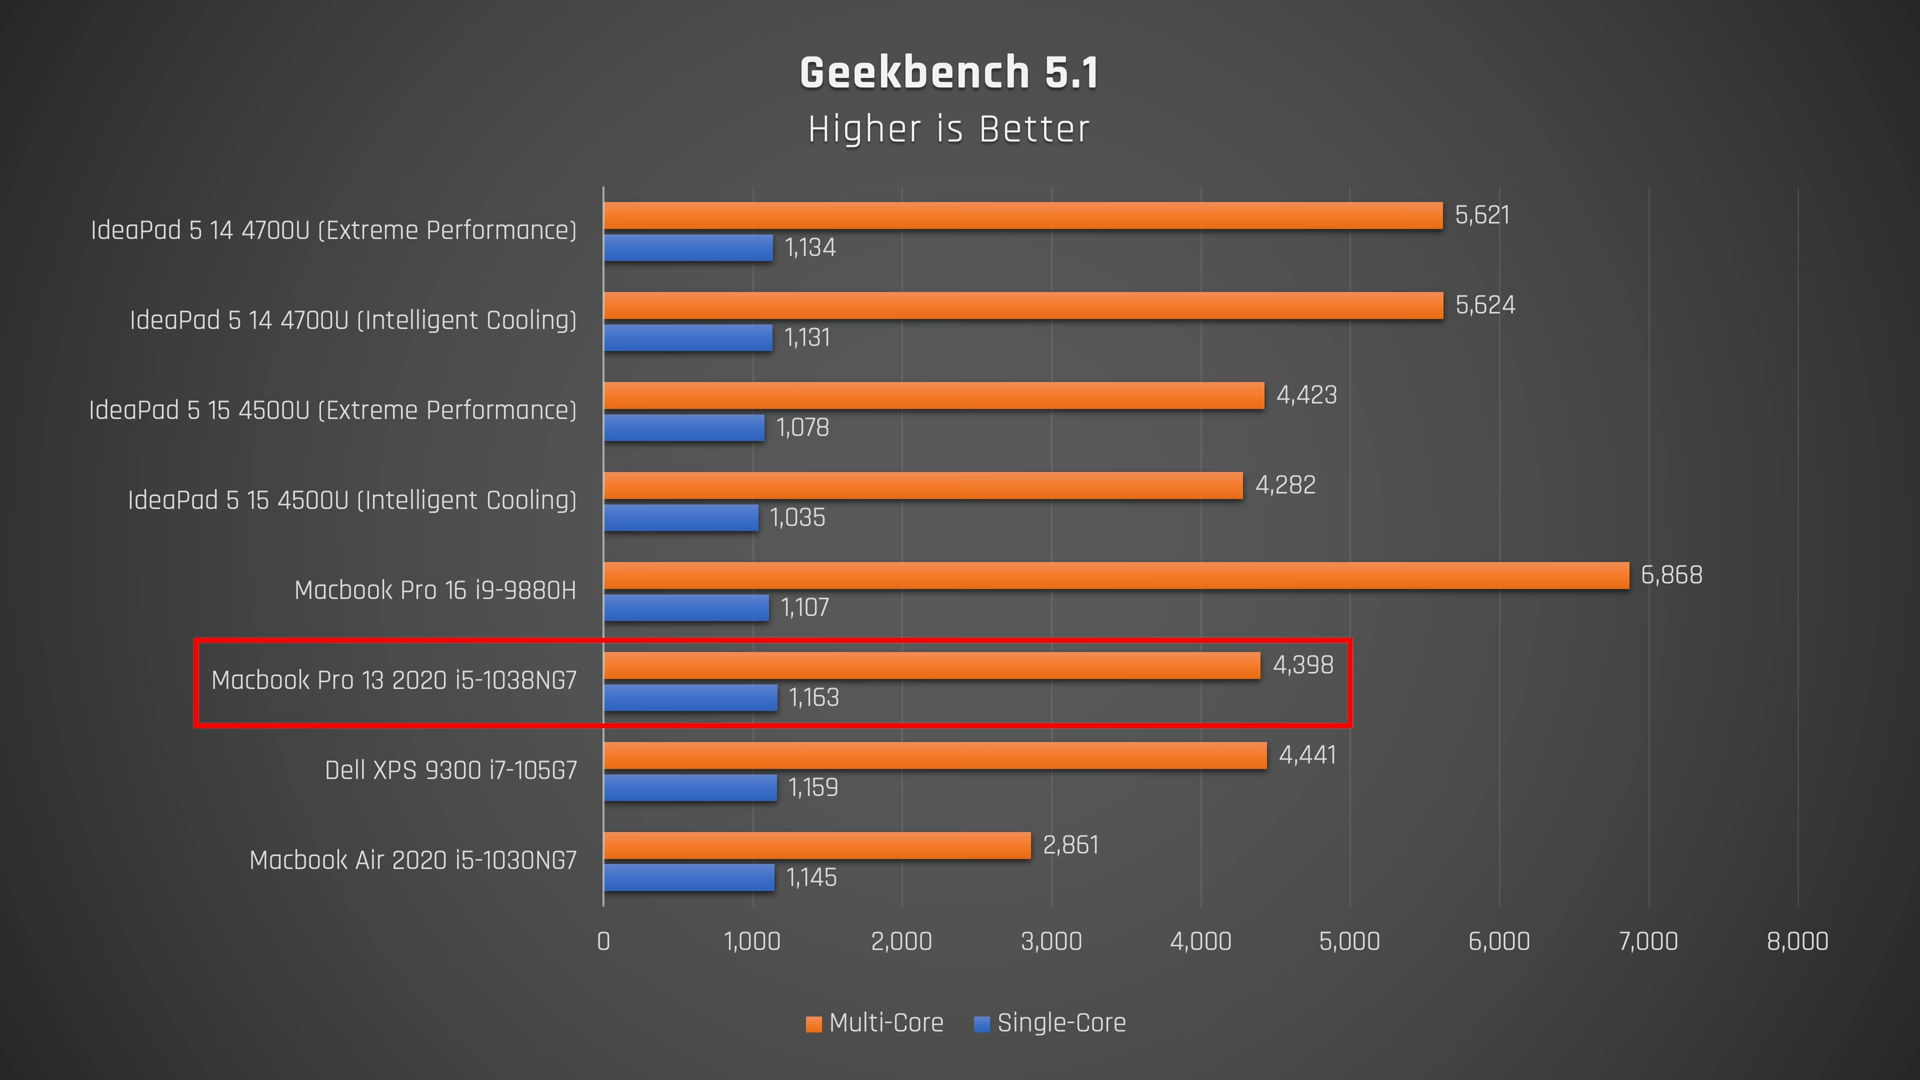 Geekbench 5.1
Higher is Better
IdeaPad 5 14 4700U (Extreme Performance)
5,621
1,134
IdeaPad 5 14 4700U (Intelligent Cooling)
5,624
1,131
IdeaPad 5 15 4500U (Extreme Performance)
4,423
1,078
IdeaPad 5 15 4500U (Intelligent Cooling)
4,282
1,035
Macbook Pro 16 i9-9880H
6,868
1,107
Macbook Pro 13 2020 i5-1038NG7
4,398
1,163
Dell XPS 9300 i7-105G7
4,441
1,159
Macbook Air 2020 i5-1030NG7
2,861
1,145
0 1,000 2,000 3,000 4,000 5,000 6,000 7,000 8,000
Multi-Core Single-Core